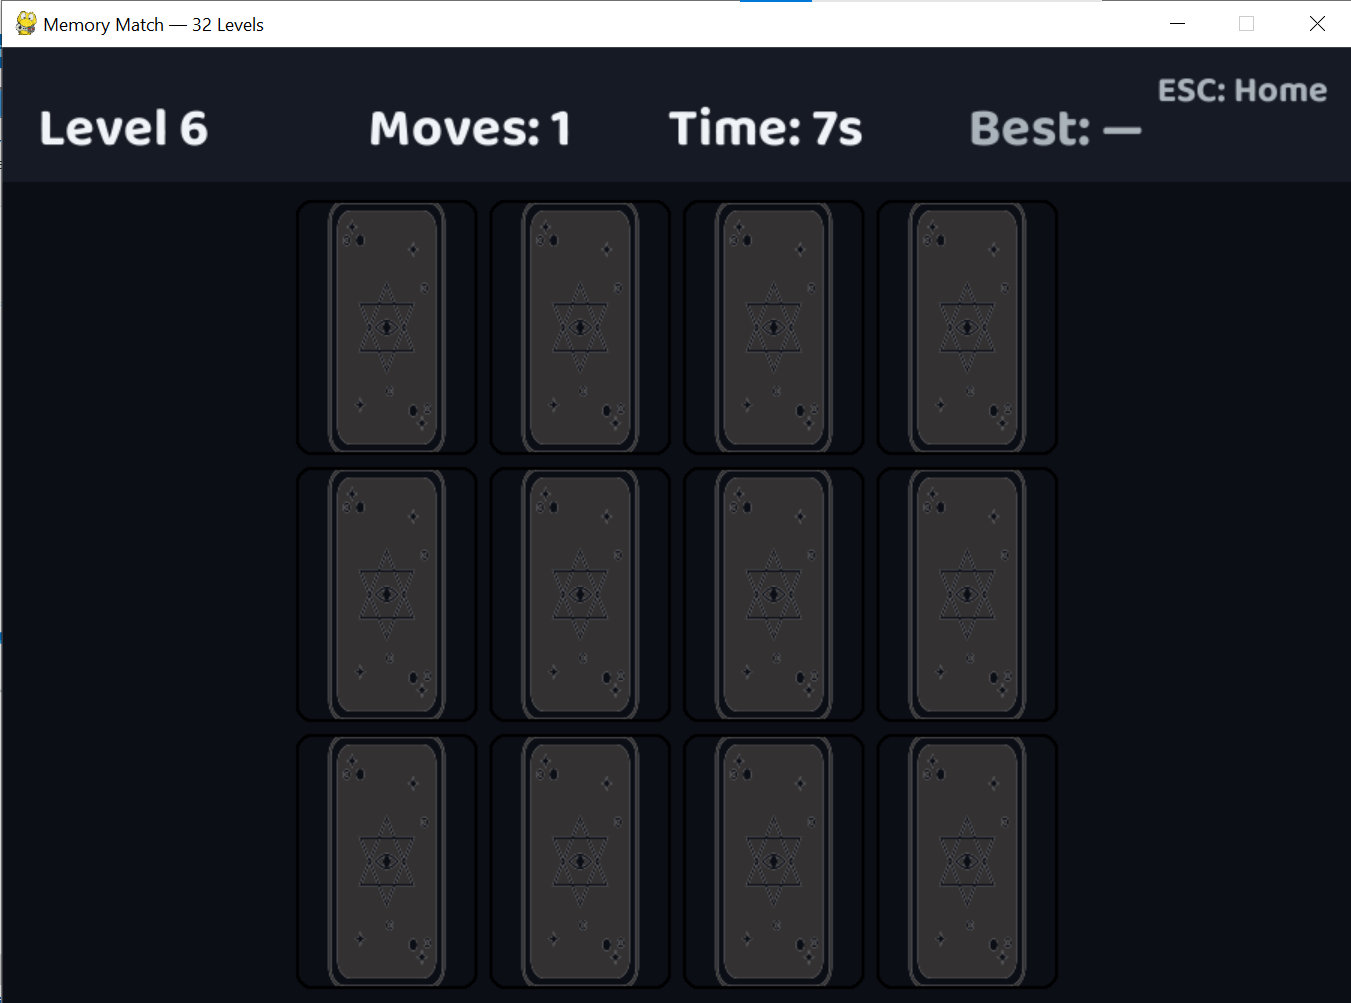 Memory Match — 32 Levels
ESC: Home
Level 6 Moves: 1 Time: 7s Best: —